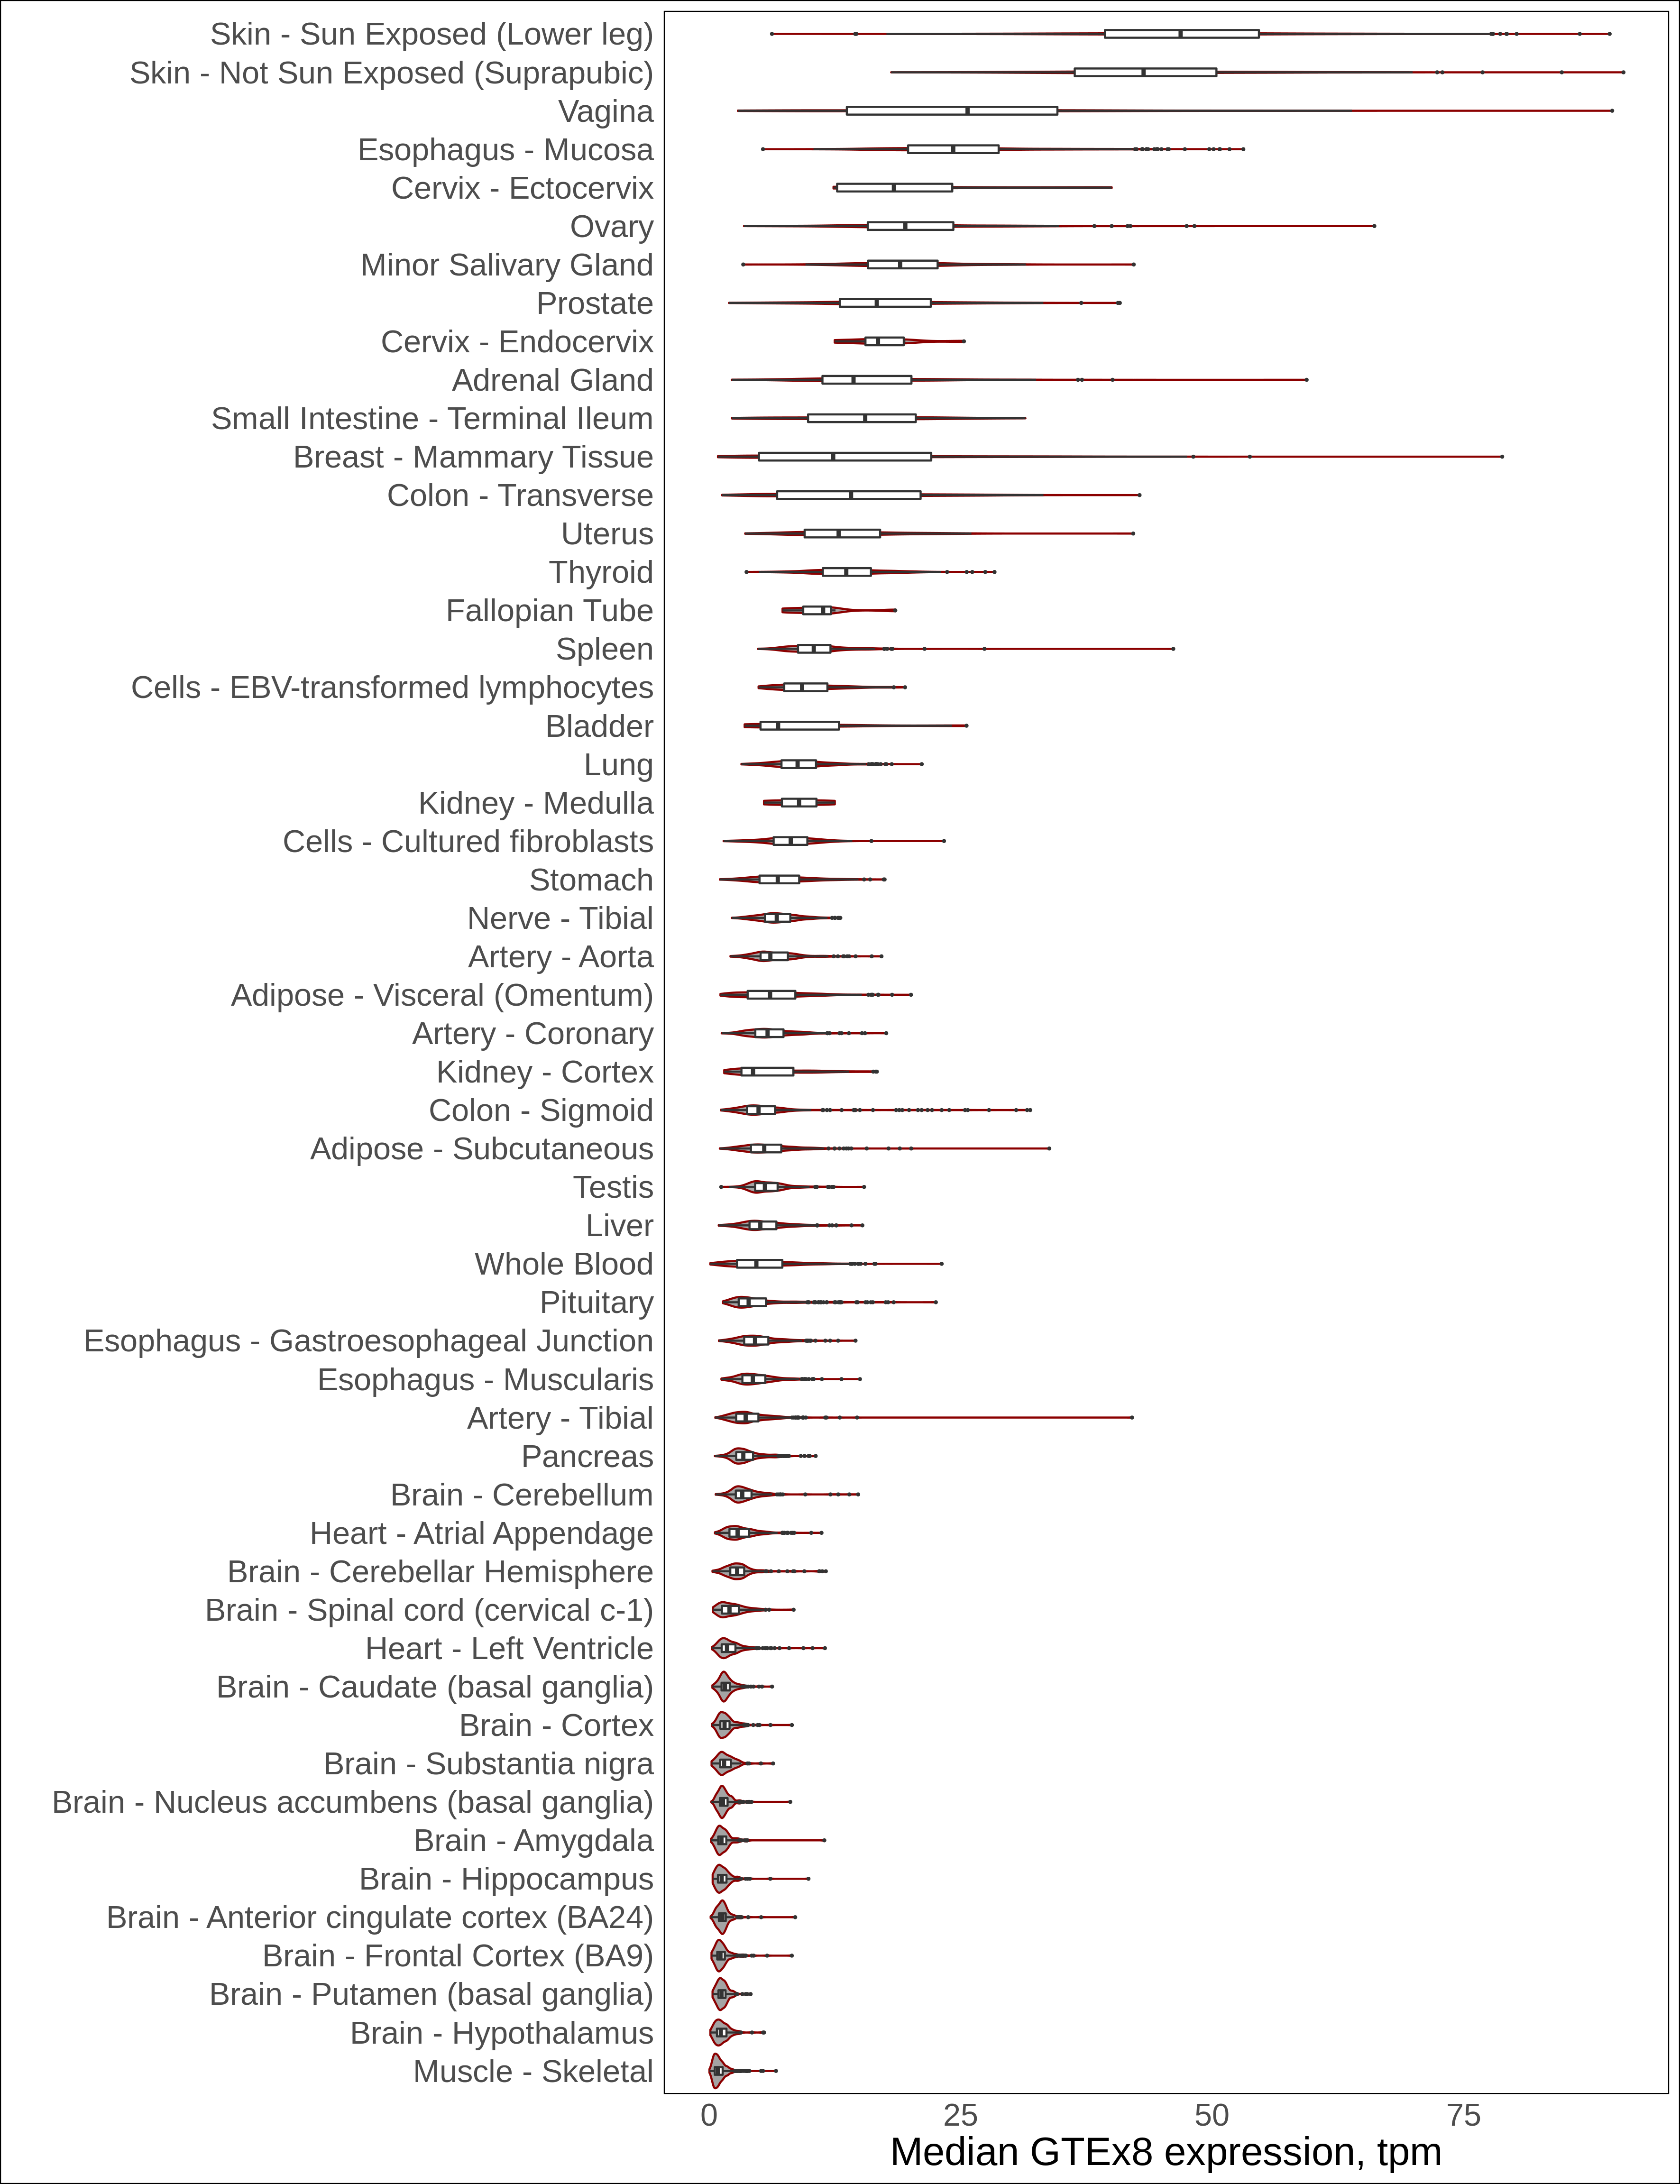 Skin - Sun Exposed (Lower leg)
Skin - Not Sun Exposed (Suprapubic)
Vagina
Esophagus - Mucosa
Cervix - Ectocervix
Ovary
Minor Salivary Gland
Prostate
Cervix - Endocervix
Adrenal Gland
Small Intestine - Terminal Ileum
Breast - Mammary Tissue
Colon - Transverse
Uterus
Thyroid
Fallopian Tube
Spleen
Cells - EBV-transformed lymphocytes
Bladder
Lung
Kidney - Medulla
Cells - Cultured fibroblasts
Stomach
Nerve - Tibial
Artery - Aorta
Adipose - Visceral (Omentum)
Artery - Coronary
Kidney - Cortex
Colon - Sigmoid
Adipose - Subcutaneous
Testis
Liver
Whole Blood
Pituitary
Esophagus - Gastroesophageal Junction
Esophagus - Muscularis
Artery - Tibial
Pancreas
Brain - Cerebellum
Heart - Atrial Appendage
Brain - Cerebellar Hemisphere
Brain - Spinal cord (cervical c-1)
Heart - Left Ventricle
Brain - Caudate (basal ganglia)
Brain - Cortex
Brain - Substantia nigra
Brain - Nucleus accumbens (basal ganglia)
Brain - Amygdala
Brain - Hippocampus
Brain - Anterior cingulate cortex (BA24)
Brain - Frontal Cortex (BA9)
Brain - Putamen (basal ganglia)
Brain - Hypothalamus
Muscle - Skeletal
0 25 50 75
Median GTEx8 expression, tpm